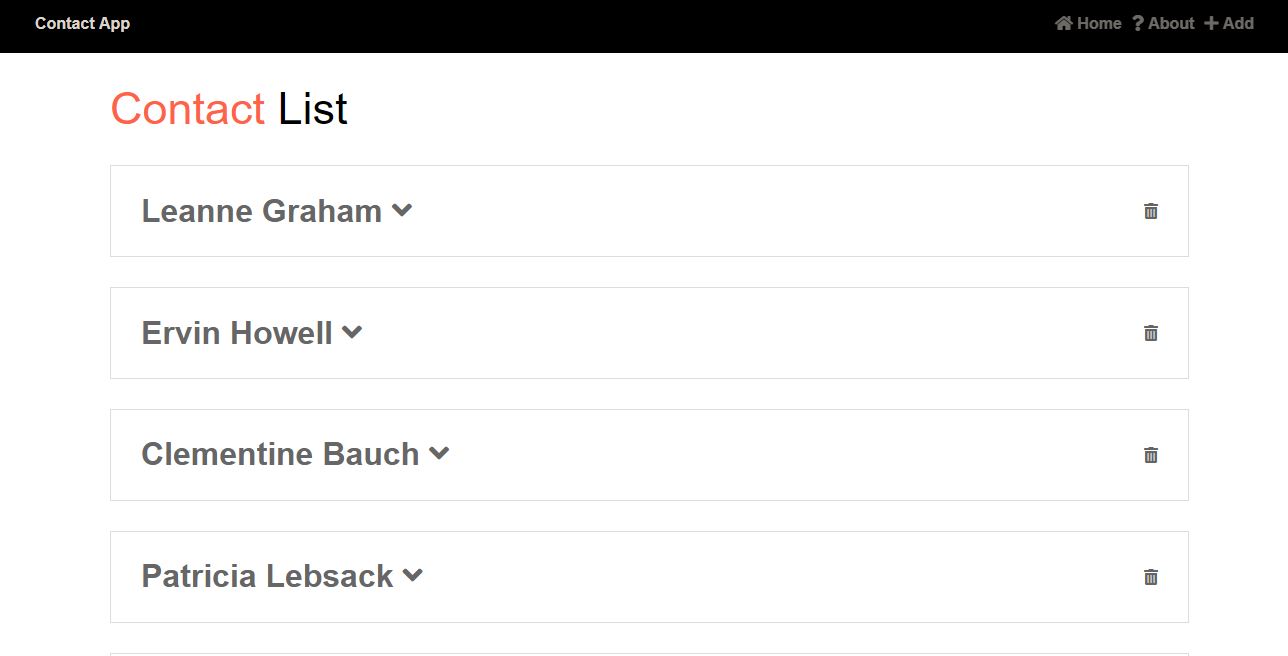 Contact App
Home About Add
Contact List
Leanne Graham
Ervin Howell
Clementine Bauch
Patricia Lebsack